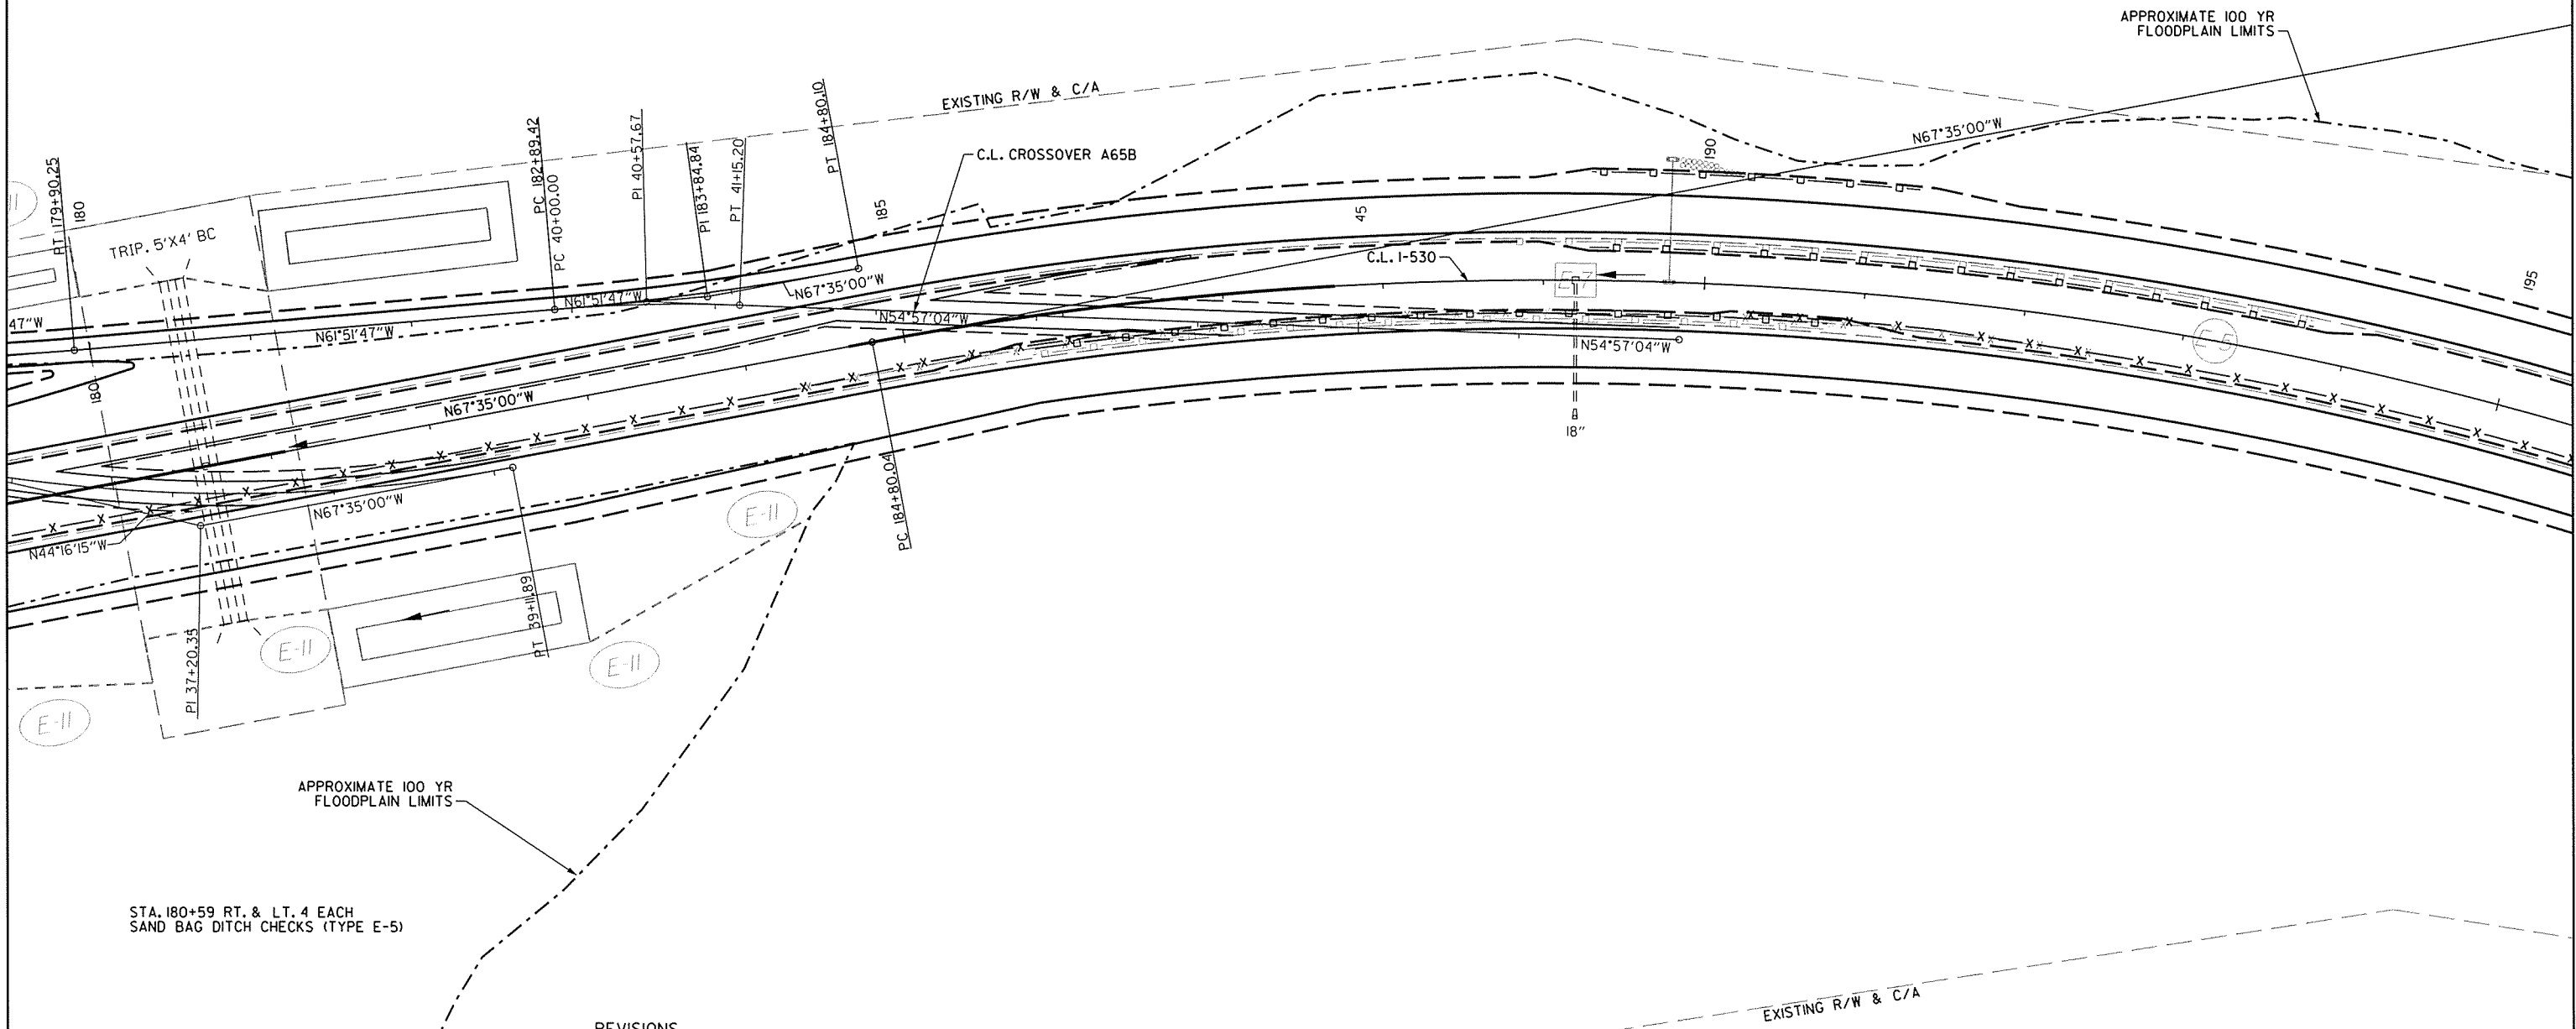 APPROXIMATE 100 YR
FLOODPLAIN LIMITS
EXISTING R/W & C/A
N67°35'00"W
PT 179+90.25
180
TRIP. 5'X4' BC
PC 182+89.42
PC 40+00.00
PI 40+57.67
PI 183+84.84
PT 41+15.20
PT 184+80.10
C.L. CROSSOVER A65B
185
45
190
195
C.L. I-530
E-7
E-5
47"W
N61°51'47"W
N61°51'47"W
N67°35'00"W
N54°57'04"W
N54°57'04"W
180
N67°35'00"W
N67°35'00"W
N44°16'15"W
18"
PC 184+80.04
E-11
PT 39+11.89
PI 37+20.35
E-11
E-11
E-11
APPROXIMATE 100 YR
FLOODPLAIN LIMITS
STA. 180+59 RT. & LT. 4 EACH
SAND BAG DITCH CHECKS (TYPE E-5)
EXISTING R/W & C/A
REVISIONS